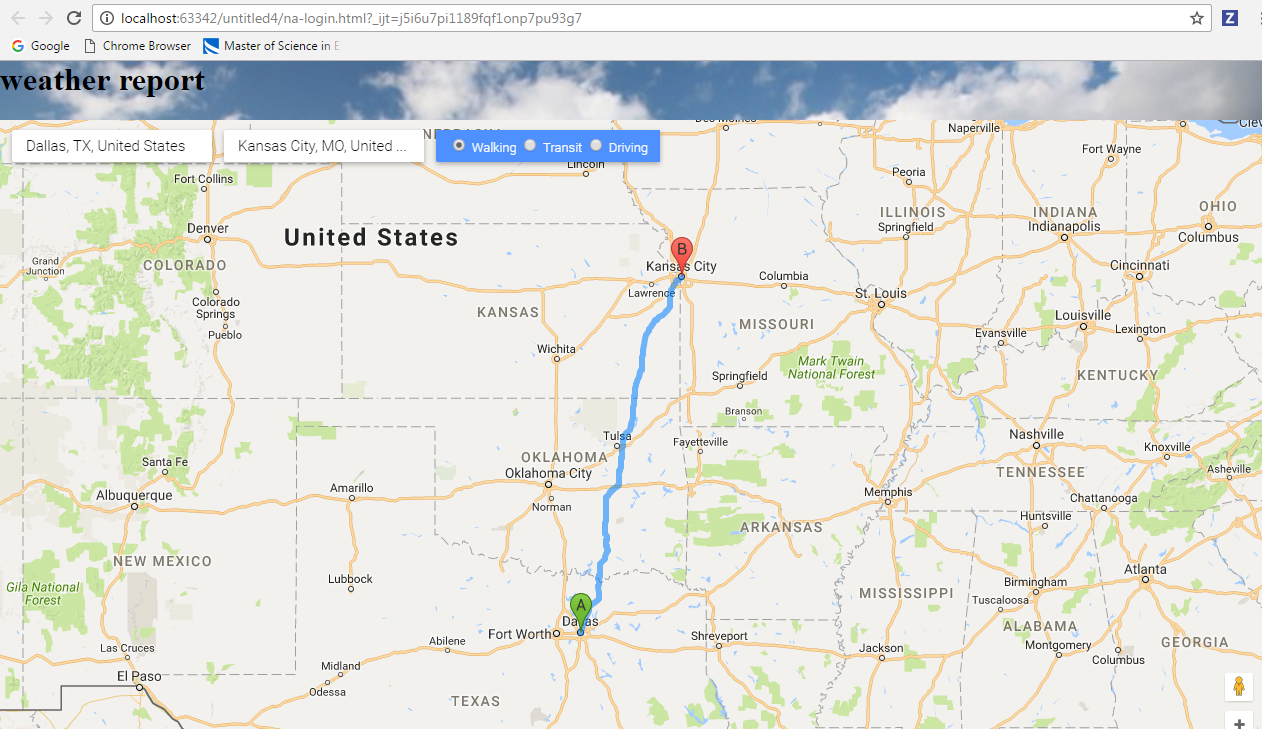 localhost:63342/untitled4/na-login.html?_ijt=j5i6u7pi1189fqf1onp7pu93g7
Z
Google Chrome Browser Master of Science in E
weather report
Dallas, TX, United States Kansas City, MO, United ... Walking Transit Driving
NEBRASKA
Des Moines
Naperville
Cleve
Lincoln
Fort Wayne
Fort Collins
Peoria
Denver
ILLINOIS
Springfield
INDIANA
Indianapolis
OHIO
Columbus
United States
Grand
Junction
COLORADO
B
Kansas City
Columbia
Cincinnati
Lawrence
St. Louis
Colorado
Springs
Pueblo
KANSAS
MISSOURI
Louisville
Lexington
Evansville
Wichita
Mark Twain
National Forest
Springfield
KENTUCKY
Branson
Tulsa
Fayetteville
Nashville
Knoxville
OKLAHOMA
Oklahoma City
Santa Fe
TENNESSEE
Asheville
Albuquerque
Amarillo
Norman
Memphis
Chattanooga
Huntsville
ARKANSAS
NEW MEXICO
Atlanta
Gila National
Forest
Lubbock
MISSISSIPPI
Birmingham
Tuscaloosa
A
Dallas
Fort Worth
Shreveport
ALABAMA
Abilene
Jackson
Montgomery
Columbus
GEORGIA
Las Cruces
El Paso
Midland
Odessa
TEXAS
+